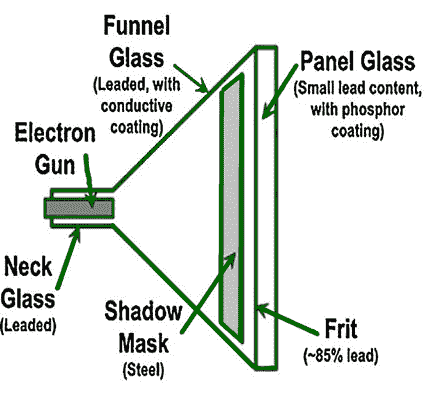 Funnel
Glass
(Leaded, with
conductive
coating)
Panel Glass
(Small lead content,
with phosphor
coating)
Electron
Gun
Neck
Glass
(Leaded)
Shadow
Mask
(Steel)
Frit
(~85% lead)